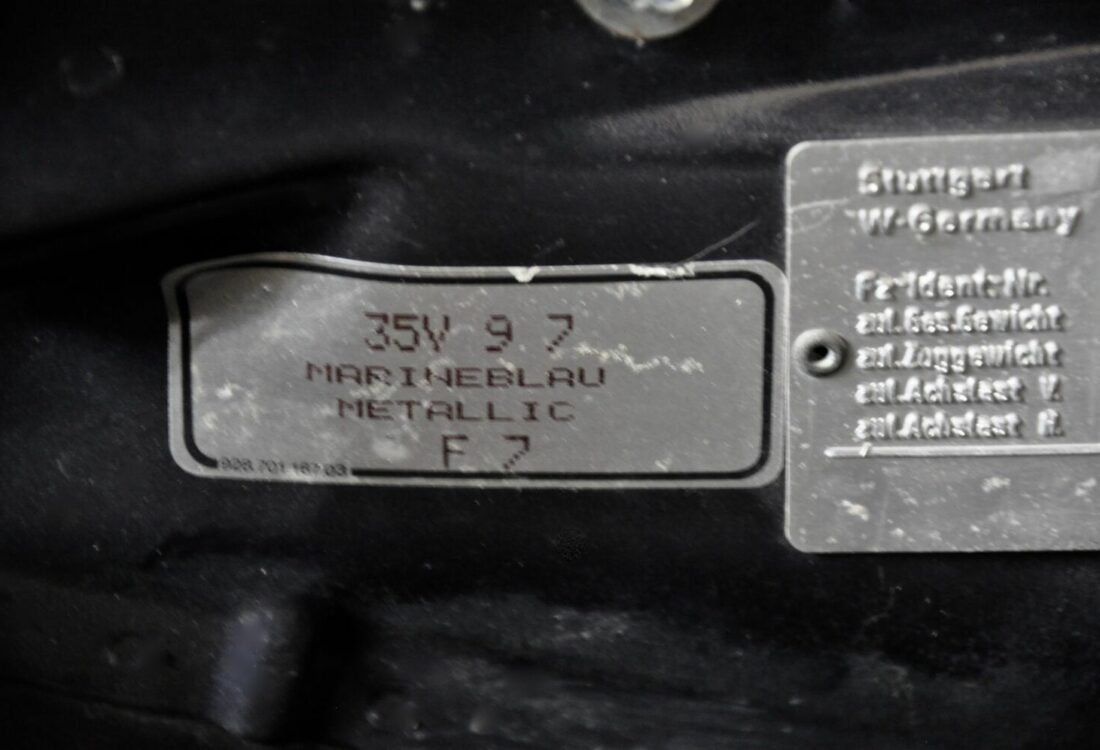 35V 9 7
MARINEBLAU
METALLIC
F 7
928.701.167.03
Stuttgart
W-Germany
Fz-Ident.-Nr.
zul.Ges.Gewicht
zul.Zuggewicht
zul.Achslast V.
zul.Achslast H.